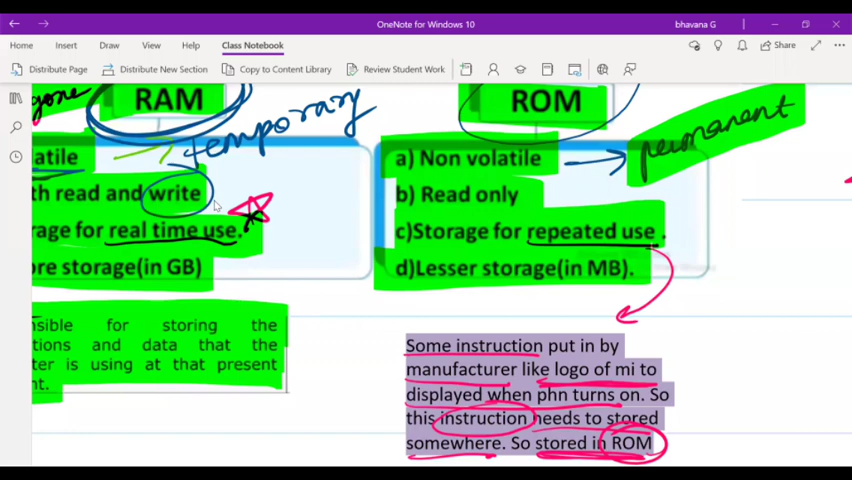 OneNote for Windows 10
bhavana G
Home Insert Draw View Help Class Notebook
Share
Distribute Page Distribute New Section Copy to Content Library Review Student Work
gone
RAM
temporary
atile
th read and write
rage for real time use.
ore storage(in GB)
nsible for storing the
tions and data that the
ter is using at that present
nt.
ROM
permanent
a) Non volatile
b) Read only
c)Storage for repeated use .
d)Lesser storage(in MB).
Some instruction put in by
manufacturer like logo of mi to
displayed when phn turns on. So
this instruction needs to stored
somewhere. So stored in ROM